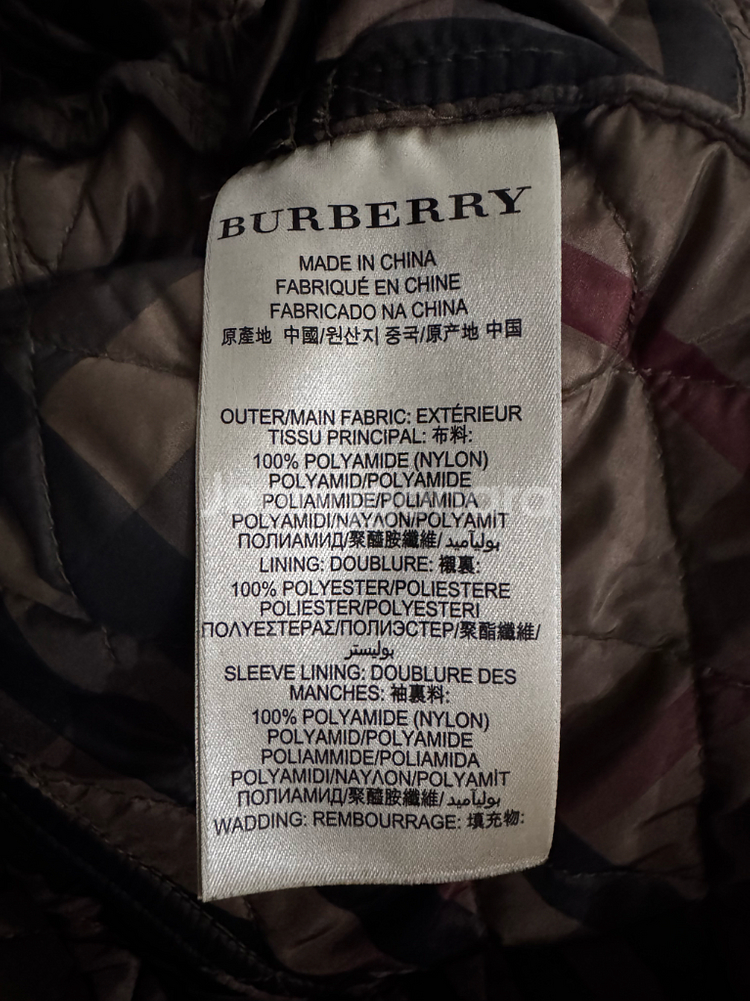 BURBERRY
MADE IN CHINA
FABRIQUÉ EN CHINE
FABRICADO NA CHINA
原產地 中國/원산지 중국/原产地 中国
OUTER/MAIN FABRIC: EXTÉRIEUR
TISSU PRINCIPAL: 布料:
100% POLYAMIDE (NYLON)
POLYAMID/POLYAMIDE
POLIAMMIDE/POLIAMIDA
POLYAMIDI/ΝΑΥΛΟΝ/POLYAMİT
ПОЛИАМИД/聚醯胺纖維/بوليآميد
LINING: DOUBLURE: 襯裏:
100% POLYESTER/POLIESTERE
POLIESTER/POLYESTERI
ΠΟΛΥΕΣΤΕΡΑΣ/ПОЛИЭСТЕР/聚酯纖維/
بوليستر
SLEEVE LINING: DOUBLURE DES
MANCHES: 袖裏料:
100% POLYAMIDE (NYLON)
POLYAMID/POLYAMIDE
POLIAMMIDE/POLIAMIDA
POLYAMIDI/ΝΑΥΛΟΝ/POLYAMİT
ПОЛИАМИД/聚醯胺纖維/بوليآميد
WADDING: REMBOURRAGE: 填充物: